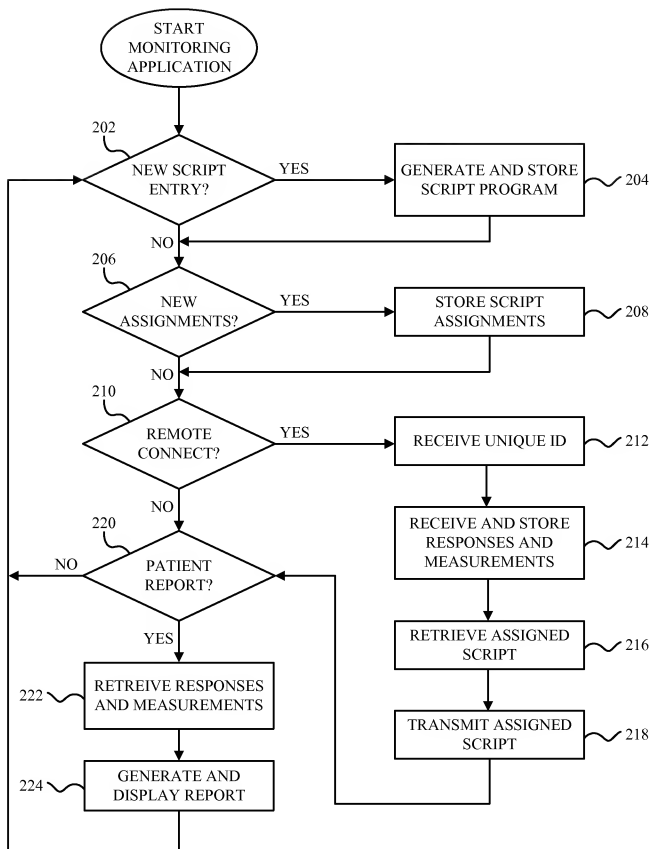 START
MONITORING
APPLICATION
202
NEW SCRIPT
ENTRY?
YES
GENERATE AND STORE
SCRIPT PROGRAM
204
NO
206
NEW
ASSIGNMENTS?
YES
STORE SCRIPT
ASSIGNMENTS
208
NO
210
REMOTE
CONNECT?
YES
RECEIVE UNIQUE ID
212
NO
220
PATIENT
REPORT?
NO
RECEIVE AND STORE
RESPONSES AND
MEASUREMENTS
214
YES
RETRIEVE ASSIGNED
SCRIPT
216
222
RETREIVE RESPONSES
AND MEASUREMENTS
TRANSMIT ASSIGNED
SCRIPT
218
224
GENERATE AND
DISPLAY REPORT